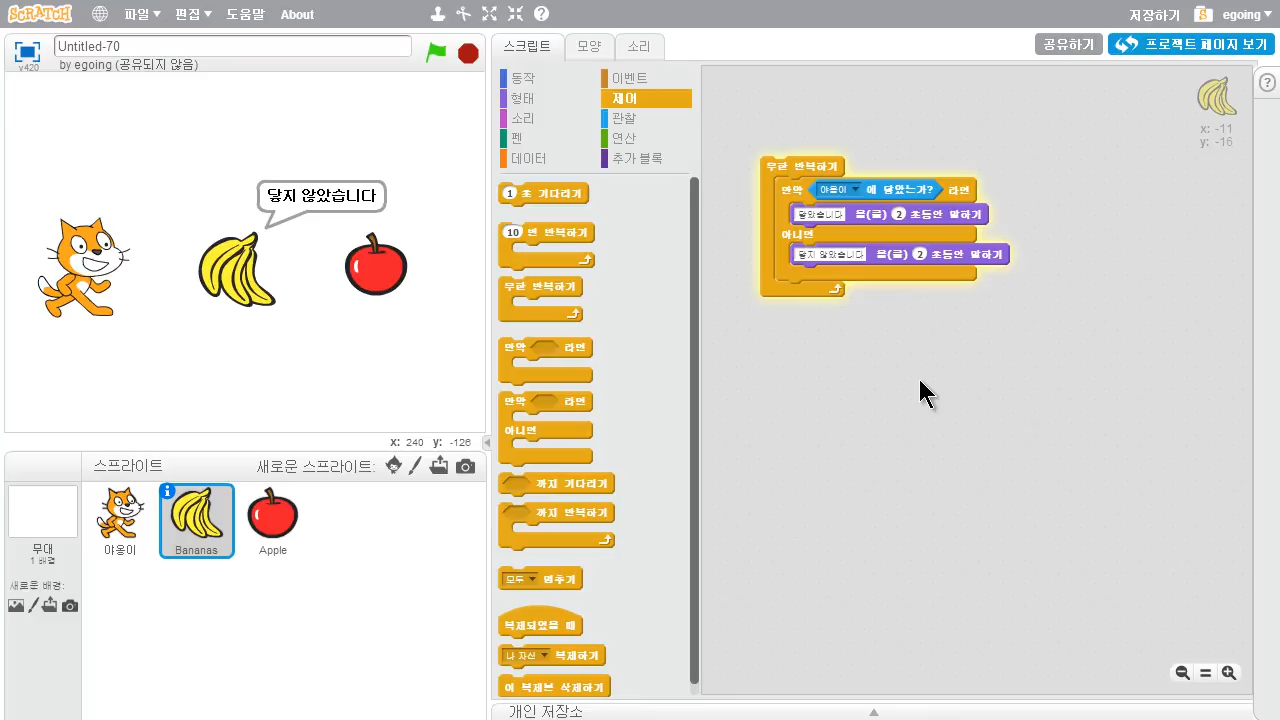 SCRATCH 파일 편집 도움말 About 저장하기 egoing
Untitled-70
by egoing (공유되지 않음)
v420
스크립트 모양 소리 공유하기 프로젝트 페이지 보기
동작 이벤트
형태 제어
소리 관찰
펜 연산
데이터 추가 블록
x: -11
y: -16
닿지 않았습니다
1 초 기다리기
10 번 반복하기
무한 반복하기
만약 라면
만약 라면
아니면
까지 기다리기
까지 반복하기
모두 멈추기
복제되었을 때
나 자신 복제하기
이 복제본 삭제하기
무한 반복하기
만약 야옹이 에 닿았는가? 라면
닿았습니다 을(를) 2 초동안 말하기
아니면
닿지 않았습니다 을(를) 2 초동안 말하기
x: 240 y: -126
스프라이트 새로운 스프라이트:
무대
1 배경
새로운 배경:
야옹이 Bananas Apple
개인 저장소